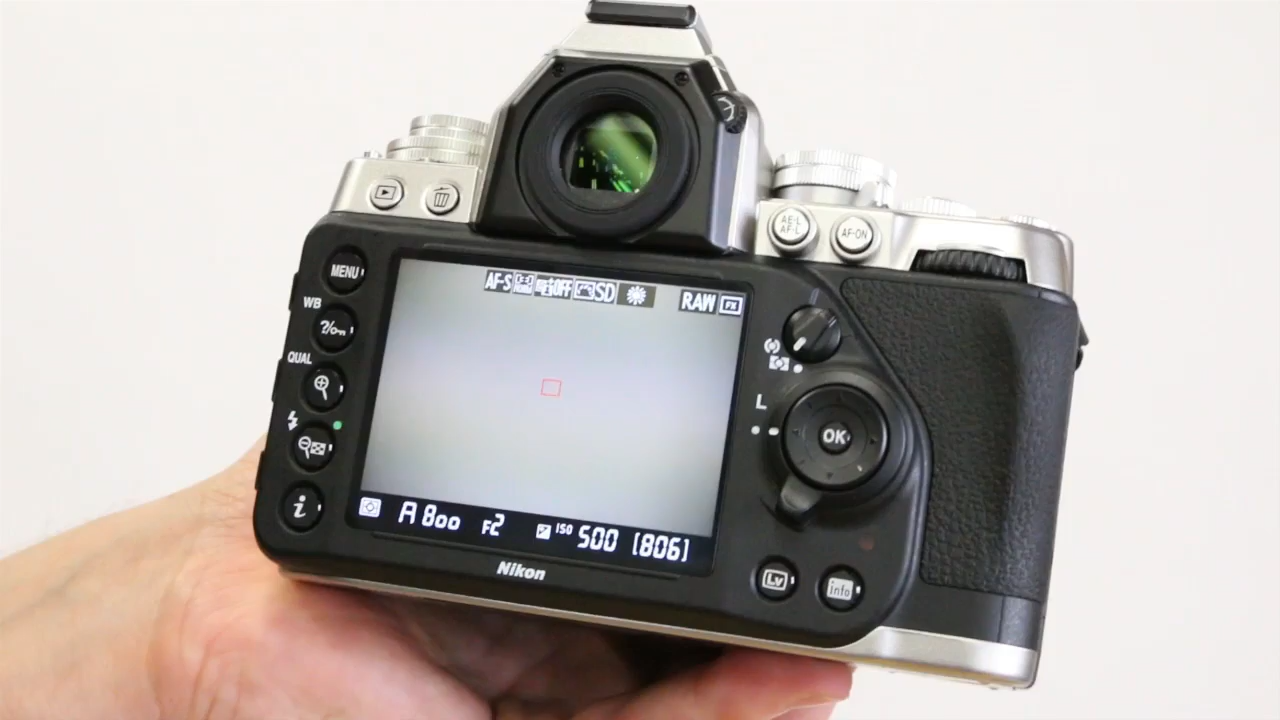 AE-L
AF-L
AF-ON
MENU
WB
?/
QUAL
i
AF-S
OFF
SD
RAW
FX
A 800 F2 ISO 500 [806]
Nikon
L
OK
Lv
info